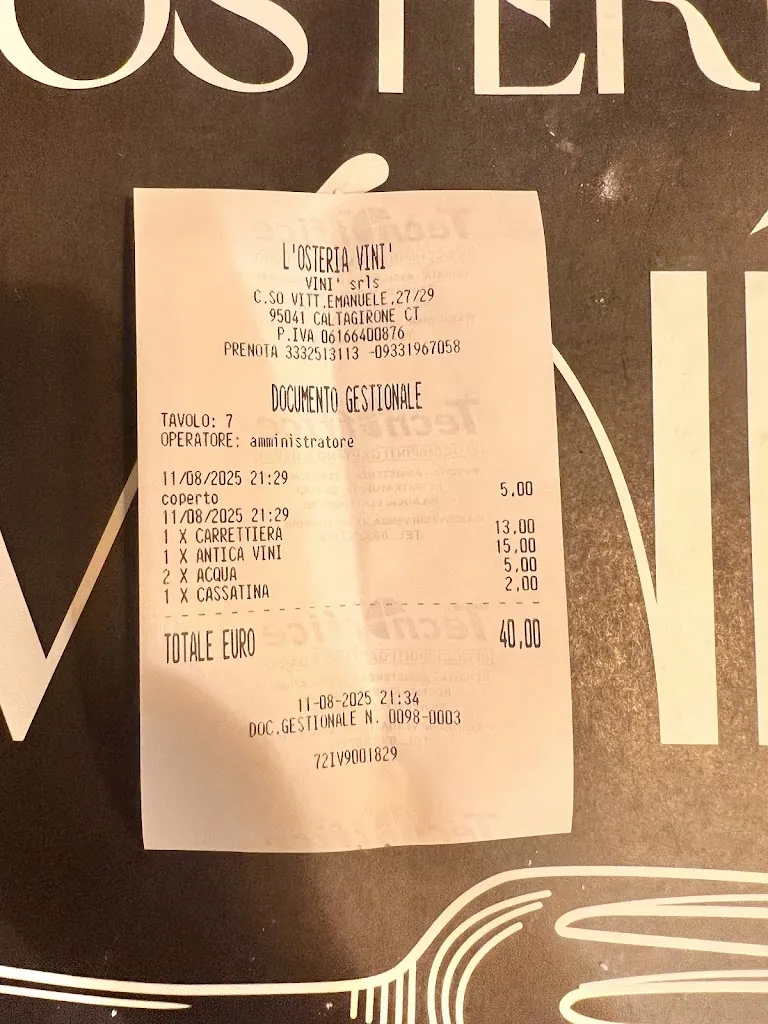 OSTER
L'OSTERIA VINI'
VINI' srls
C.SO VITT.EMANUELE,27/29
95041 CALTAGIRONE CT
P.IVA 06166400876
PRENOTA 3332513113 -09331967058
DOCUMENTO GESTIONALE
TAVOLO: 7
OPERATORE: amministratore
11/08/2025 21:29
coperto 5,00
11/08/2025 21:29
1 X CARRETTIERA 13,00
1 X ANTICA VINI 15,00
2 X ACQUA 5,00
1 X CASSATINA 2,00
TOTALE EURO 40,00
11-08-2025 21:34
DOC.GESTIONALE N. 0098-0003
72IV9001829